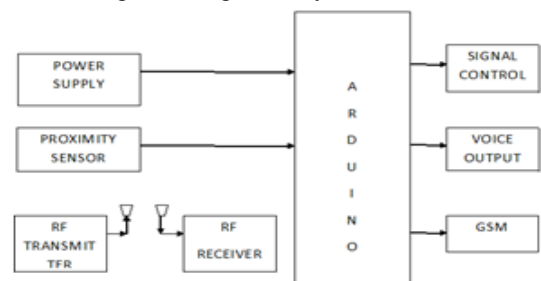 POWER
SUPPLY
PROXIMITY
SENSOR
RF
TRANSMIT
TER
RF
RECEIVER
A
R
D
U
I
N
O
SIGNAL
CONTROL
VOICE
OUTPUT
GSM